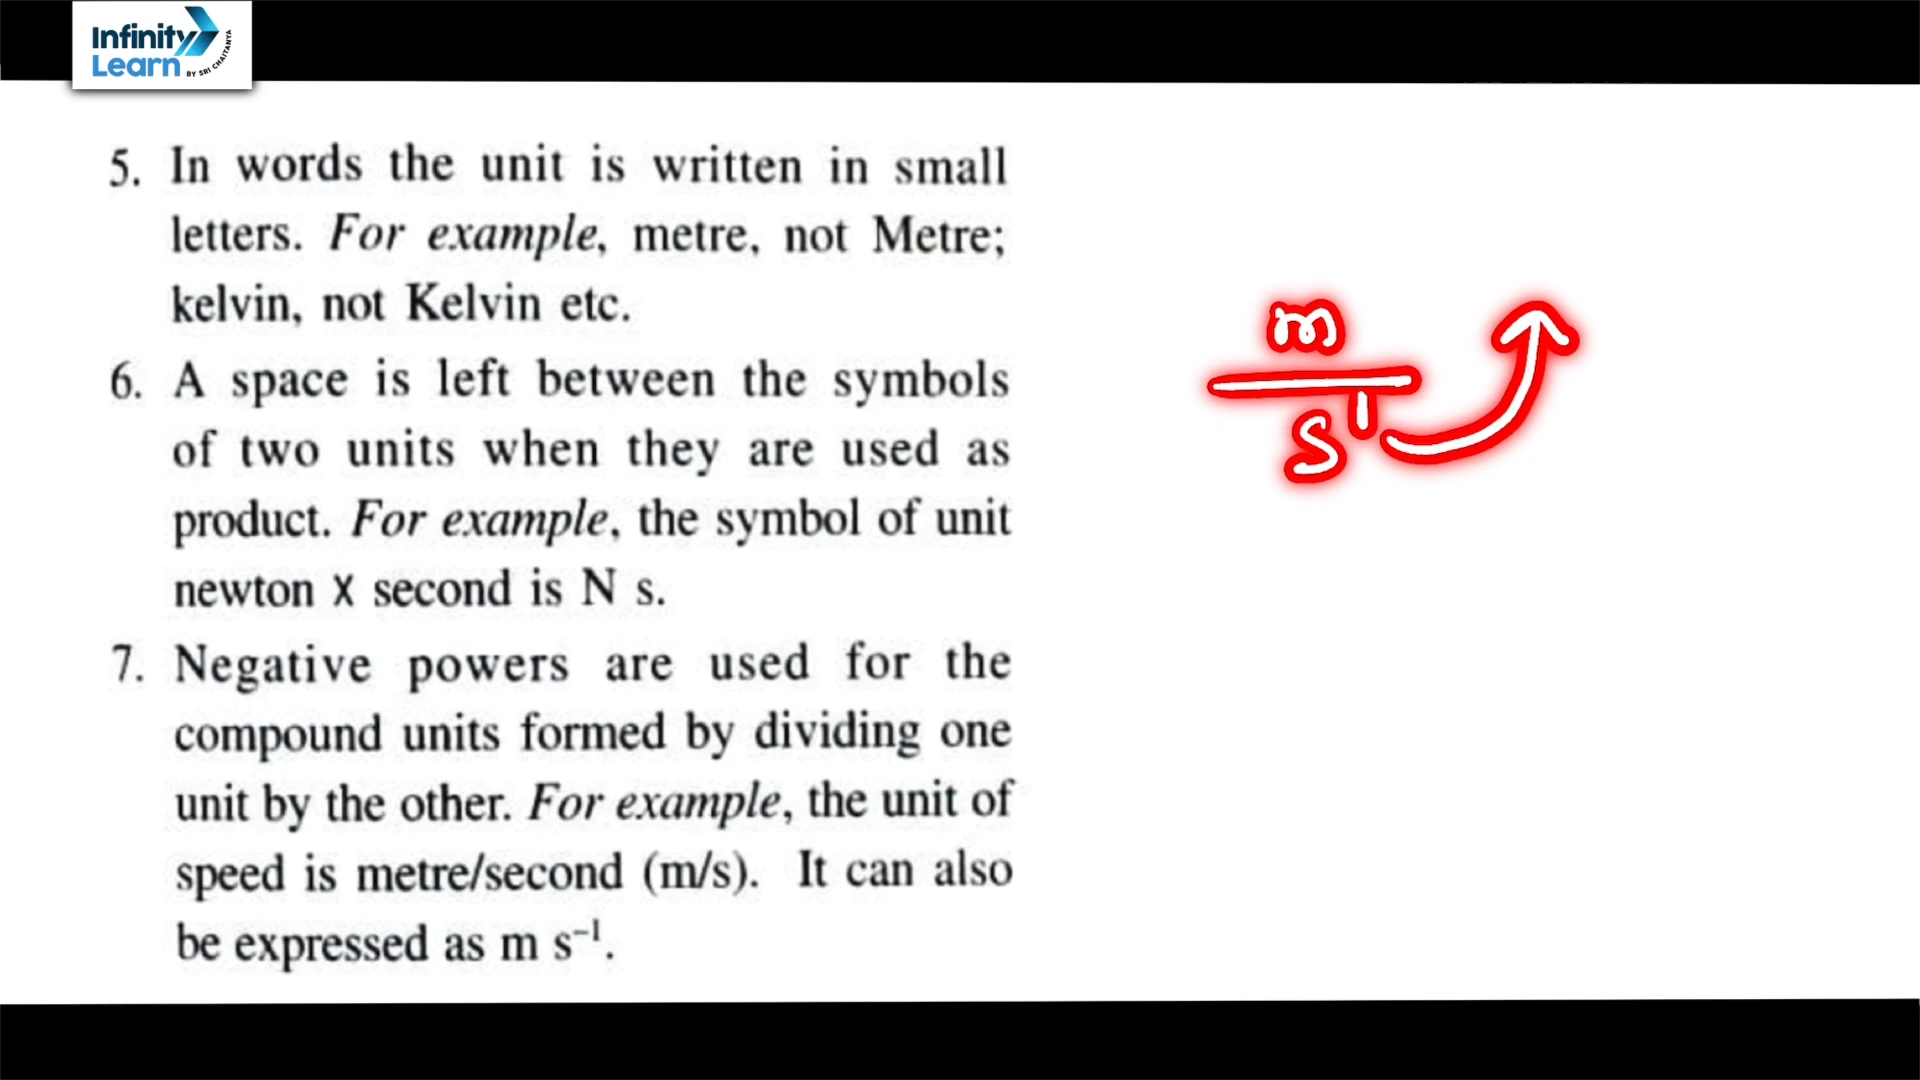 Infinity
Learn
BY SRI CHAITANYA
5. In words the unit is written in small
letters. For example, metre, not Metre;
kelvin, not Kelvin etc.
6. A space is left between the symbols
of two units when they are used as
product. For example, the symbol of unit
newton X second is N s.
7. Negative powers are used for the
compound units formed by dividing one
unit by the other. For example, the unit of
speed is metre/second (m/s). It can also
be expressed as m s⁻¹.
m
s¹